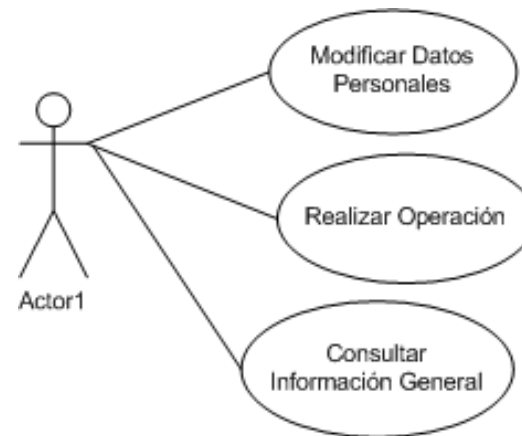 Modificar Datos
Personales
Realizar Operación
Actor1
Consultar
Información General